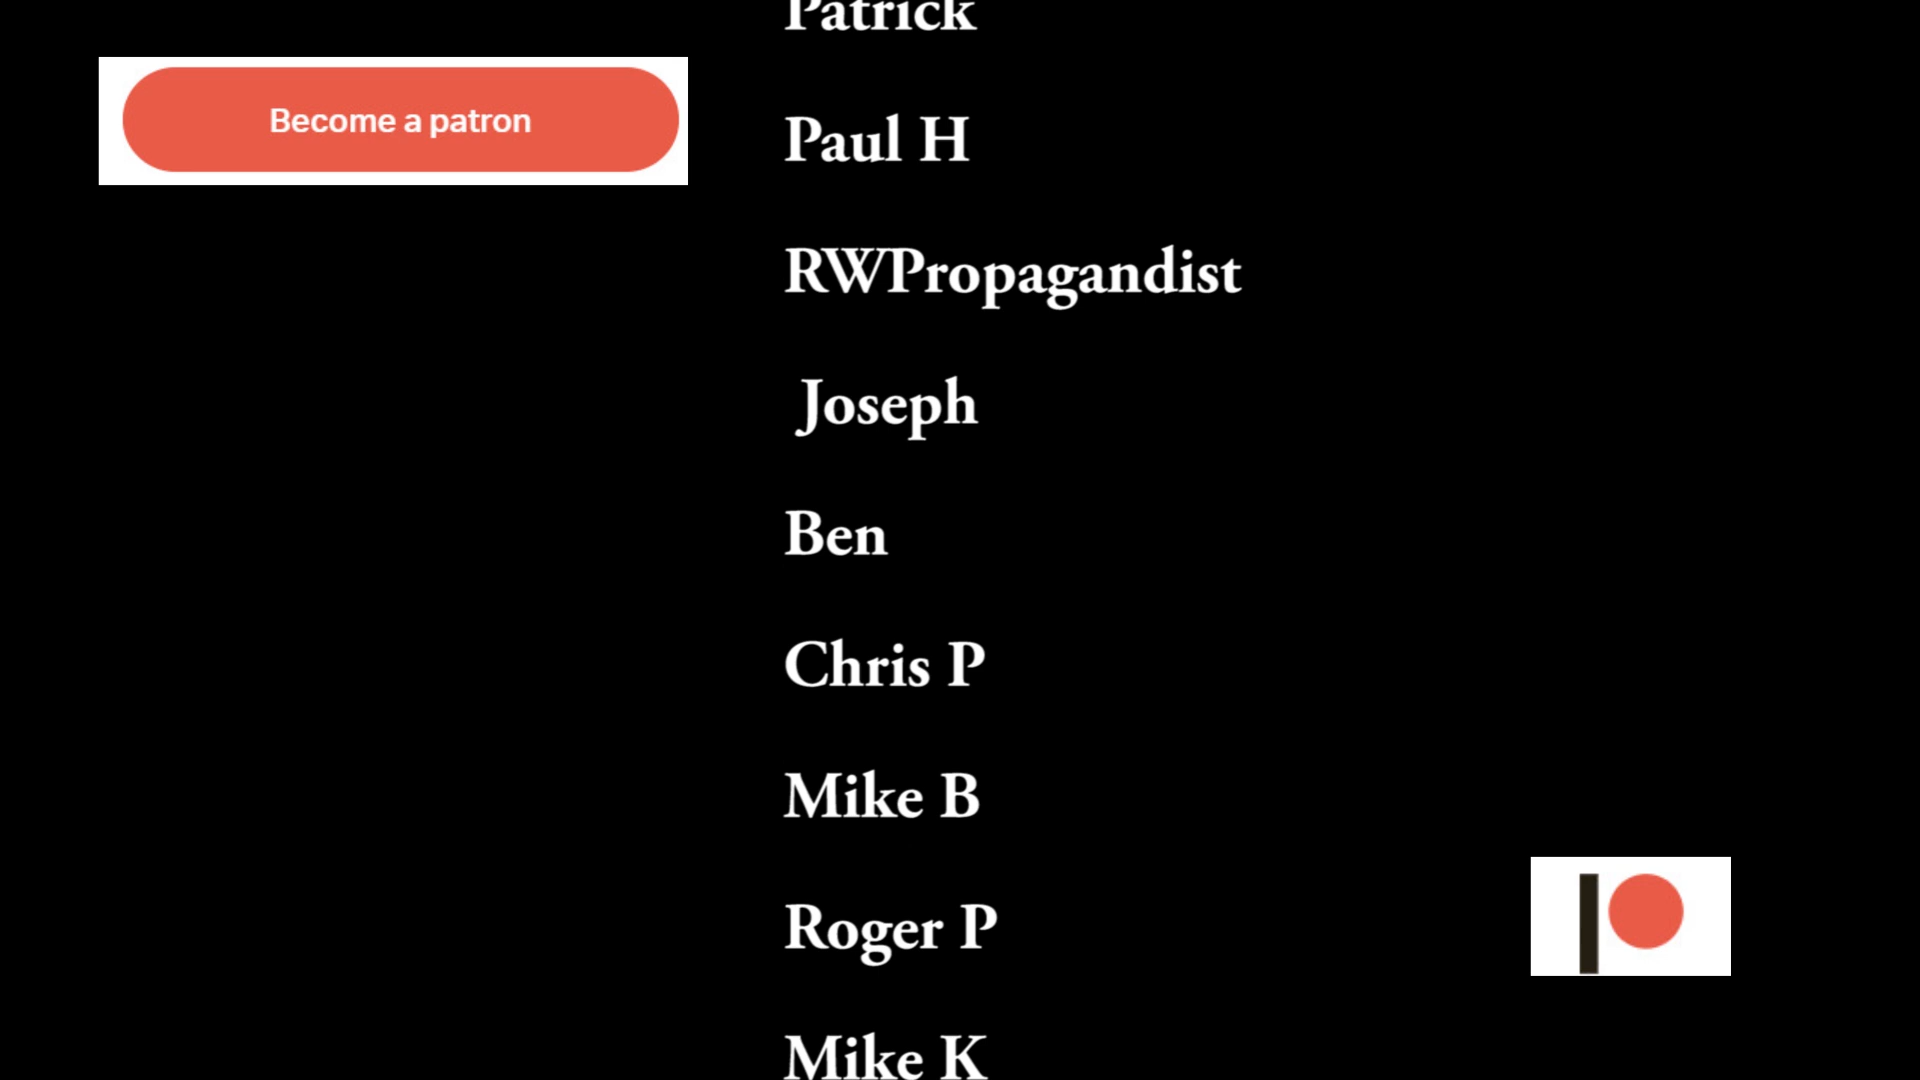 Patrick
Become a patron
Paul H
RWPropagandist
Joseph
Ben
Chris P
Mike B
Roger P
Mike K